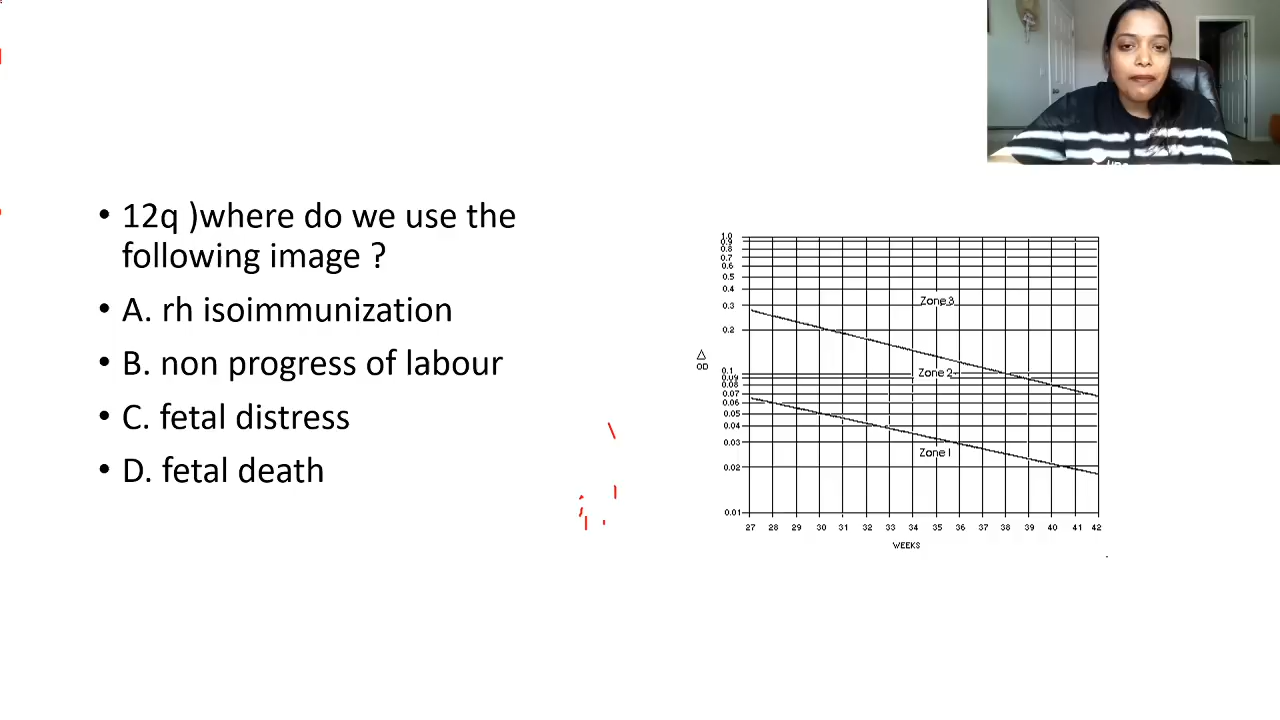 • 12q )where do we use the
following image ?
• A. rh isoimmunization
• B. non progress of labour
• C. fetal distress
• D. fetal death
1.0
0.9
0.8
0.7
0.6
0.5
0.4
0.3
0.2
0.1
0.09
0.08
0.07
0.06
0.05
0.04
0.03
0.02
0.01
△
OD
Zone 3
Zone 2
Zone 1
27 28 29 30 31 32 33 34 35 36 37 38 39 40 41 42
WEEKS